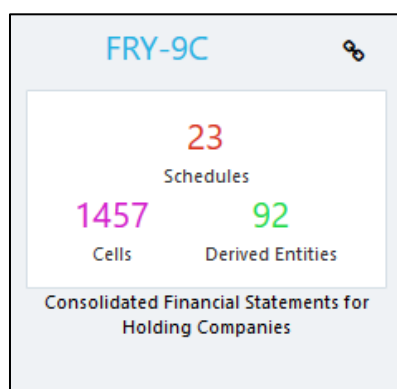 FRY-9C
23
Schedules
1457 92
Cells Derived Entities
Consolidated Financial Statements for
Holding Companies